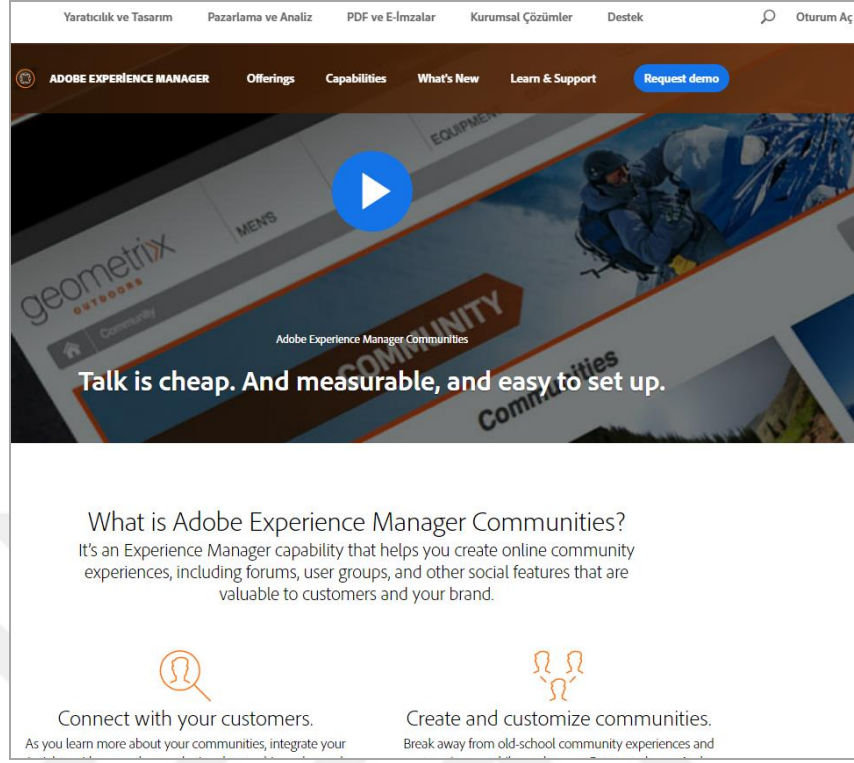 Yaratıcılık ve Tasarım Pazarlama ve Analiz PDF ve E-İmzalar Kurumsal Çözümler Destek Oturum Aç
ADOBE EXPERİENCE MANAGER Offerings Capabilities What's New Learn & Support Request demo
EQUIPMENT
MEN'S
geometrixx
OUTDOORS
Community
COMMUNITY
Communities
Adobe Experience Manager Communities
Talk is cheap. And measurable, and easy to set up.
What is Adobe Experience Manager Communities?
It's an Experience Manager capability that helps you create online community
experiences, including forums, user groups, and other social features that are
valuable to customers and your brand.
Connect with your customers.
As you learn more about your communities, integrate your
Create and customize communities.
Break away from old-school community experiences and